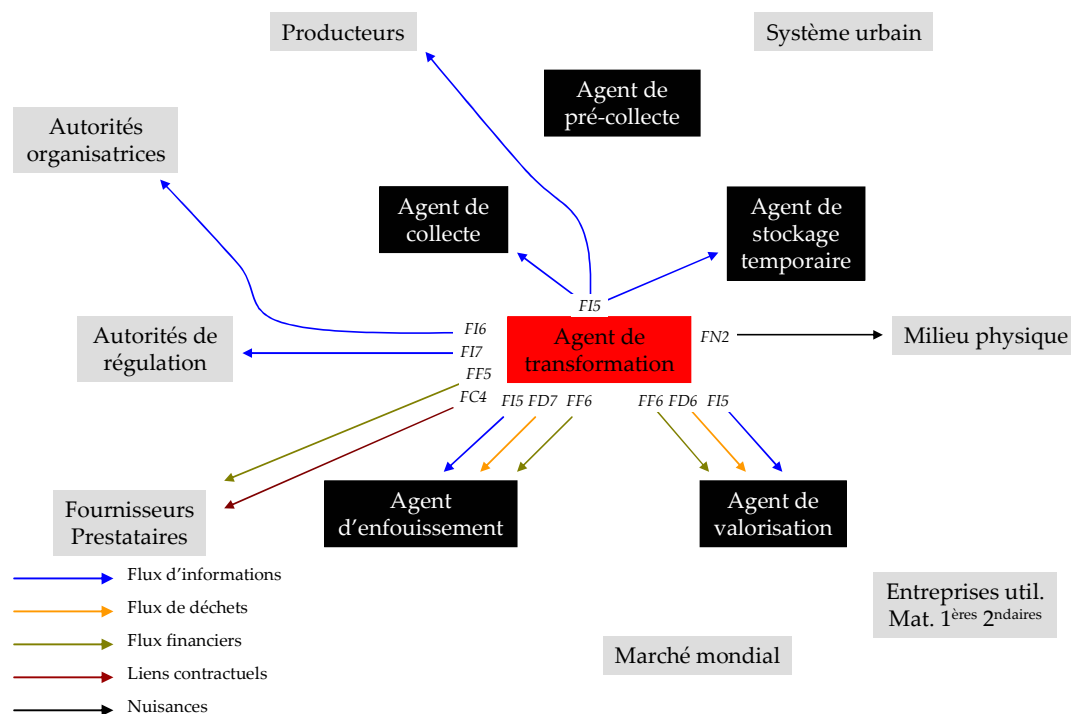 Producteurs
Système urbain
Agent de
pré-collecte
Autorités
organisatrices
Agent de
collecte
Agent de
stockage
temporaire
FI5
FI6
Autorités de
régulation
FI7
Agent de
transformation
FN2
Milieu physique
FF5
FC4
FI5 FD7 FF6
FF6 FD6 FI5
Fournisseurs
Prestataires
Agent
d’enfouissement
Agent de
valorisation
Flux d’informations
Flux de déchets
Flux financiers
Liens contractuels
Nuisances
Entreprises util.
Mat. 1ères 2ndaires
Marché mondial